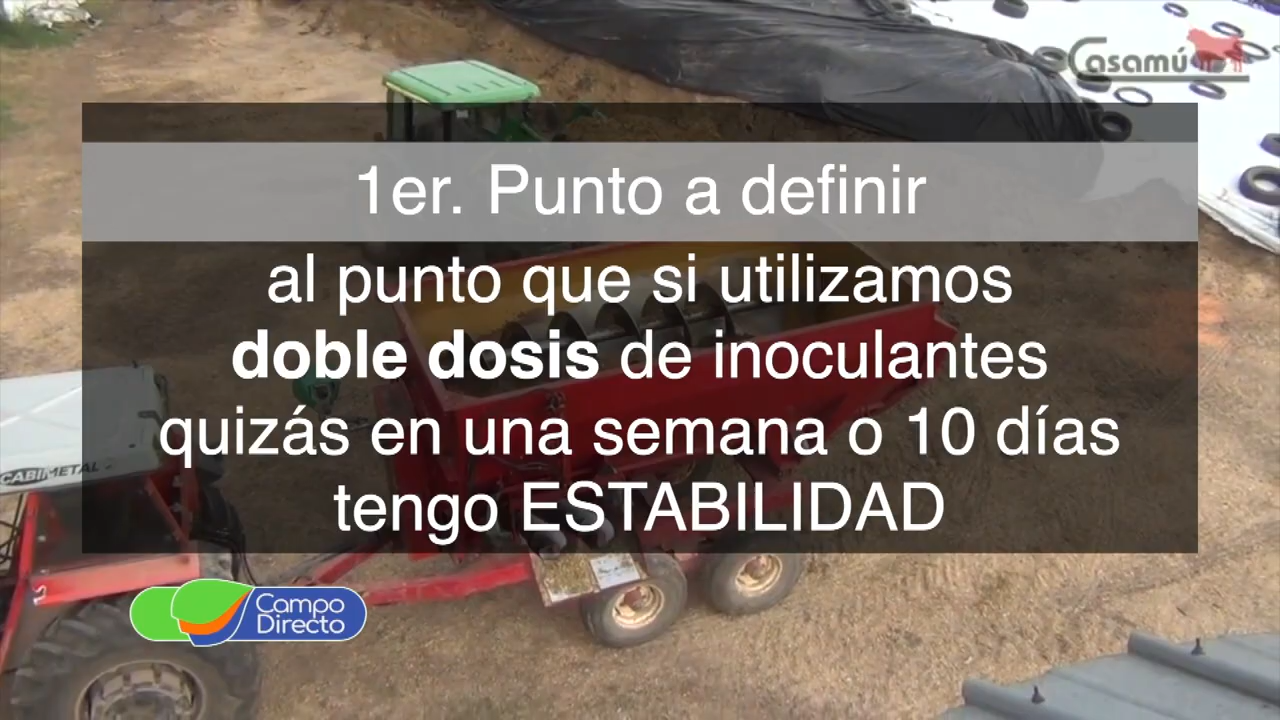 Casamú
1er. Punto a definir
al punto que si utilizamos
doble dosis de inoculantes
quizás en una semana o 10 días
tengo ESTABILIDAD
CABIMETAL
Campo
Directo